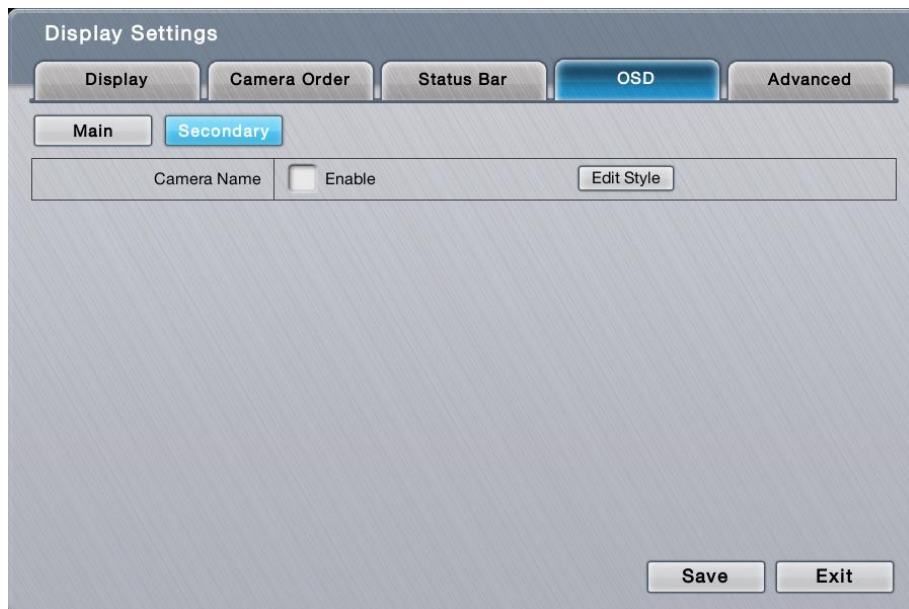 Display Settings
Display Camera Order Status Bar OSD Advanced
Main Secondary
Camera Name Enable Edit Style
Save Exit